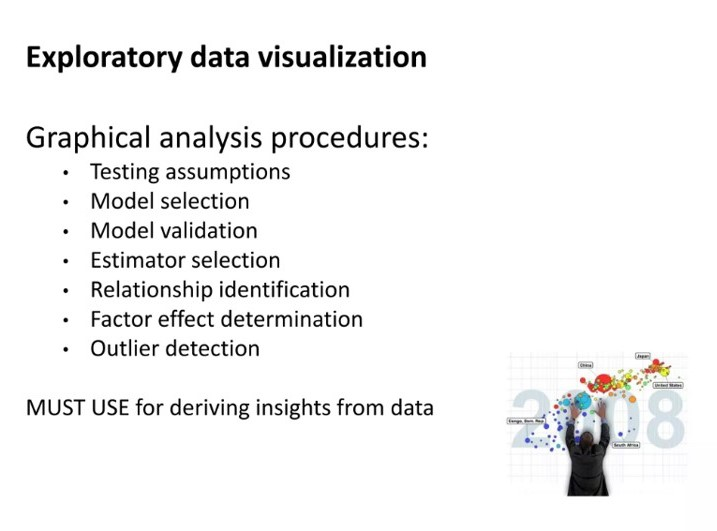 Exploratory data visualization
Graphical analysis procedures:
• Testing assumptions
• Model selection
• Model validation
• Estimator selection
• Relationship identification
• Factor effect determination
• Outlier detection
MUST USE for deriving insights from data
Japan
China
United States
2008
Congo, Dem. Rep.
South Africa